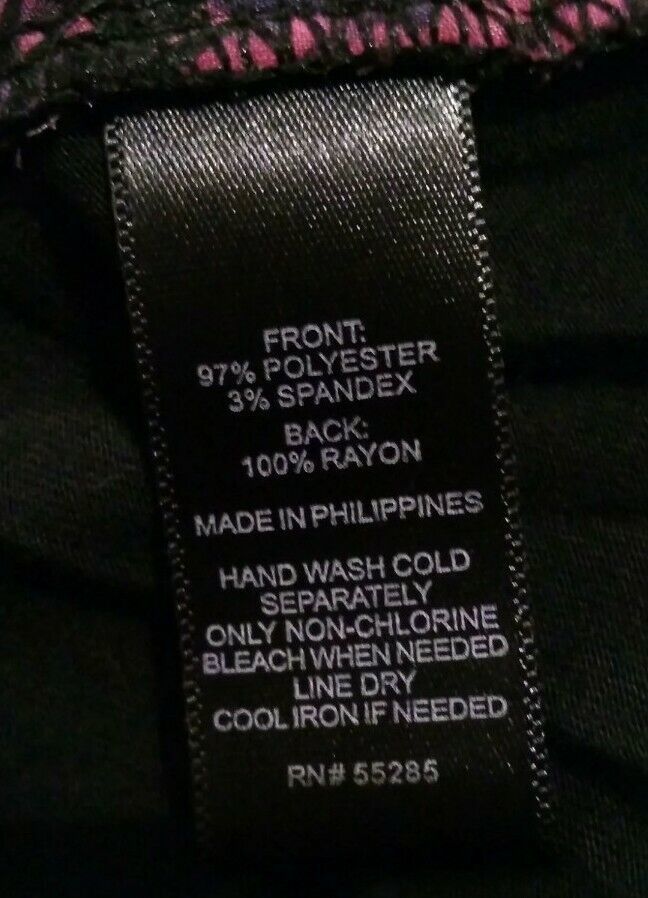 FRONT:
97% POLYESTER
3% SPANDEX
BACK:
100% RAYON
MADE IN PHILIPPINES
HAND WASH COLD
SEPARATELY
ONLY NON-CHLORINE
BLEACH WHEN NEEDED
LINE DRY
COOL IRON IF NEEDED
RN# 55285